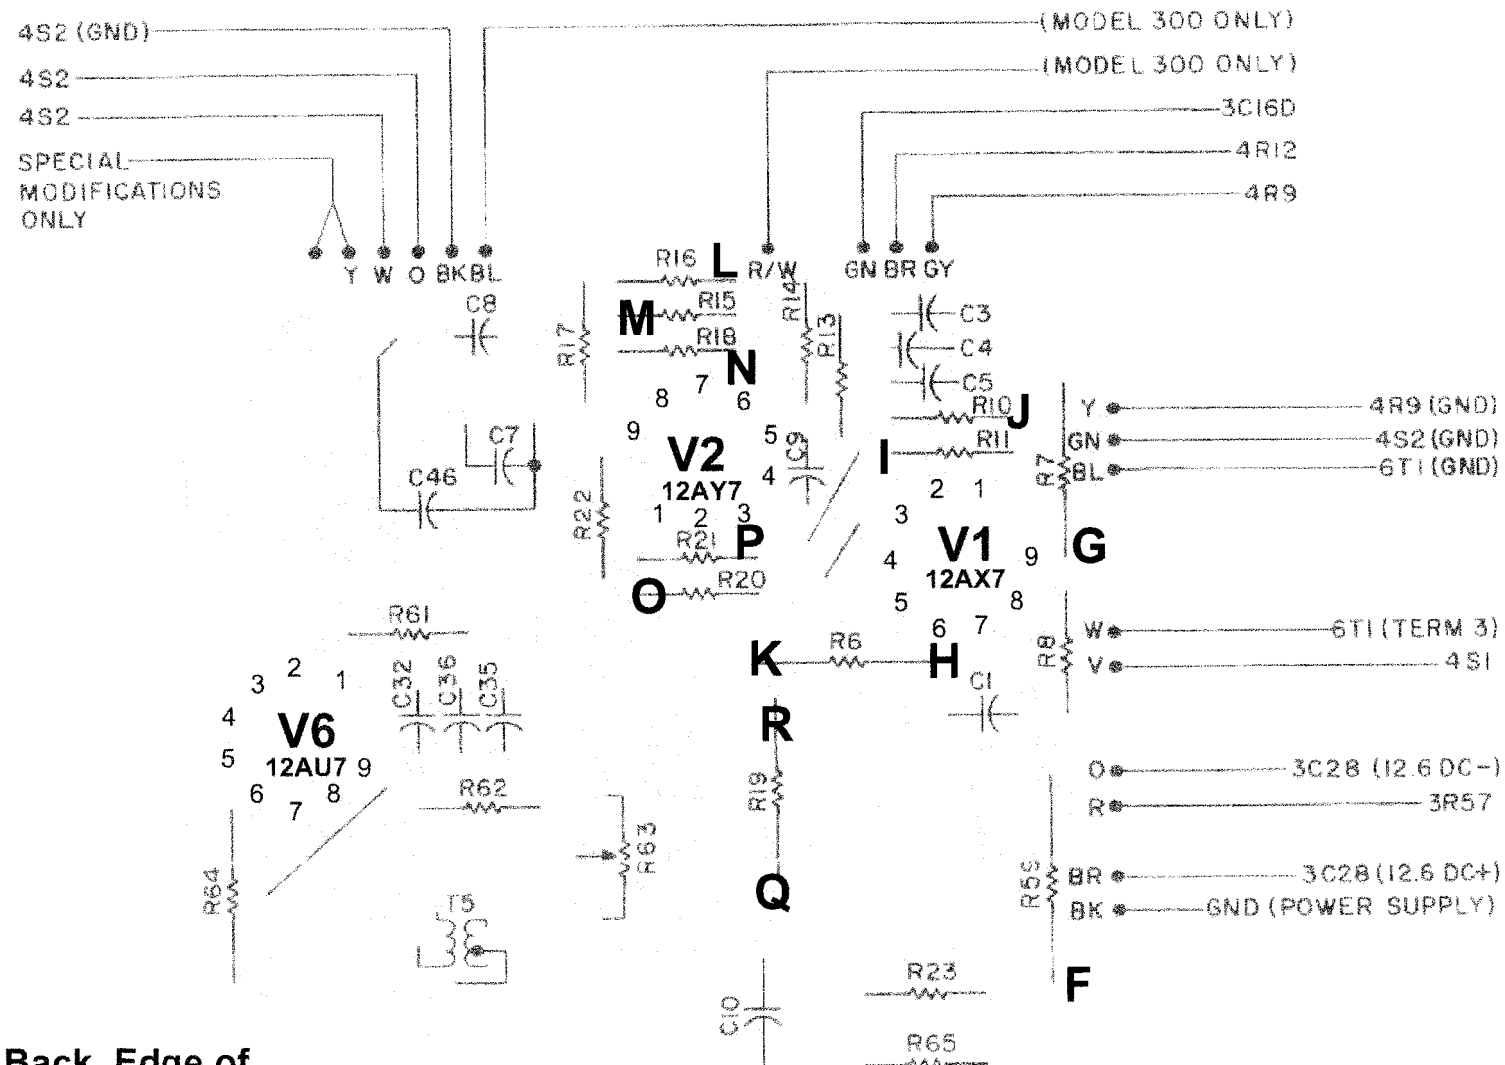 4S2 (GND)
(MODEL 300 ONLY)
4S2
(MODEL 300 ONLY)
4S2
3C16D
SPECIAL
MODIFICATIONS
ONLY
4R12
4R9
Y W O BK BL
R/W
GN BR GY
R16 L
C8
M R15
R18 N
R17
R14
R13
C3
C4
C5
R10 J
R11
I
8 7 6
9 5
4
V2
12AY7
1 2 3
C9
C7
C46
R22
R21 P
O R20
2 1
3
4
5
6 7 8
9
V1
12AX7
G
R7
Y 4R9 (GND)
GN 4S2 (GND)
BL 6T1 (GND)
R61
K R6 H
R8
W 6T1 (TERM 3)
V 4S1
C1
3 2 1
4
5
6 7 8
9
V6
12AU7
C32 C36 C35
R
R19
Q
R62
R63
R64
T5
O 3C28 (12.6 DC-)
R 3R57
BR 3C28 (12.6 DC+)
BK GND (POWER SUPPLY)
F
C10
R23
R65
Back Edge of